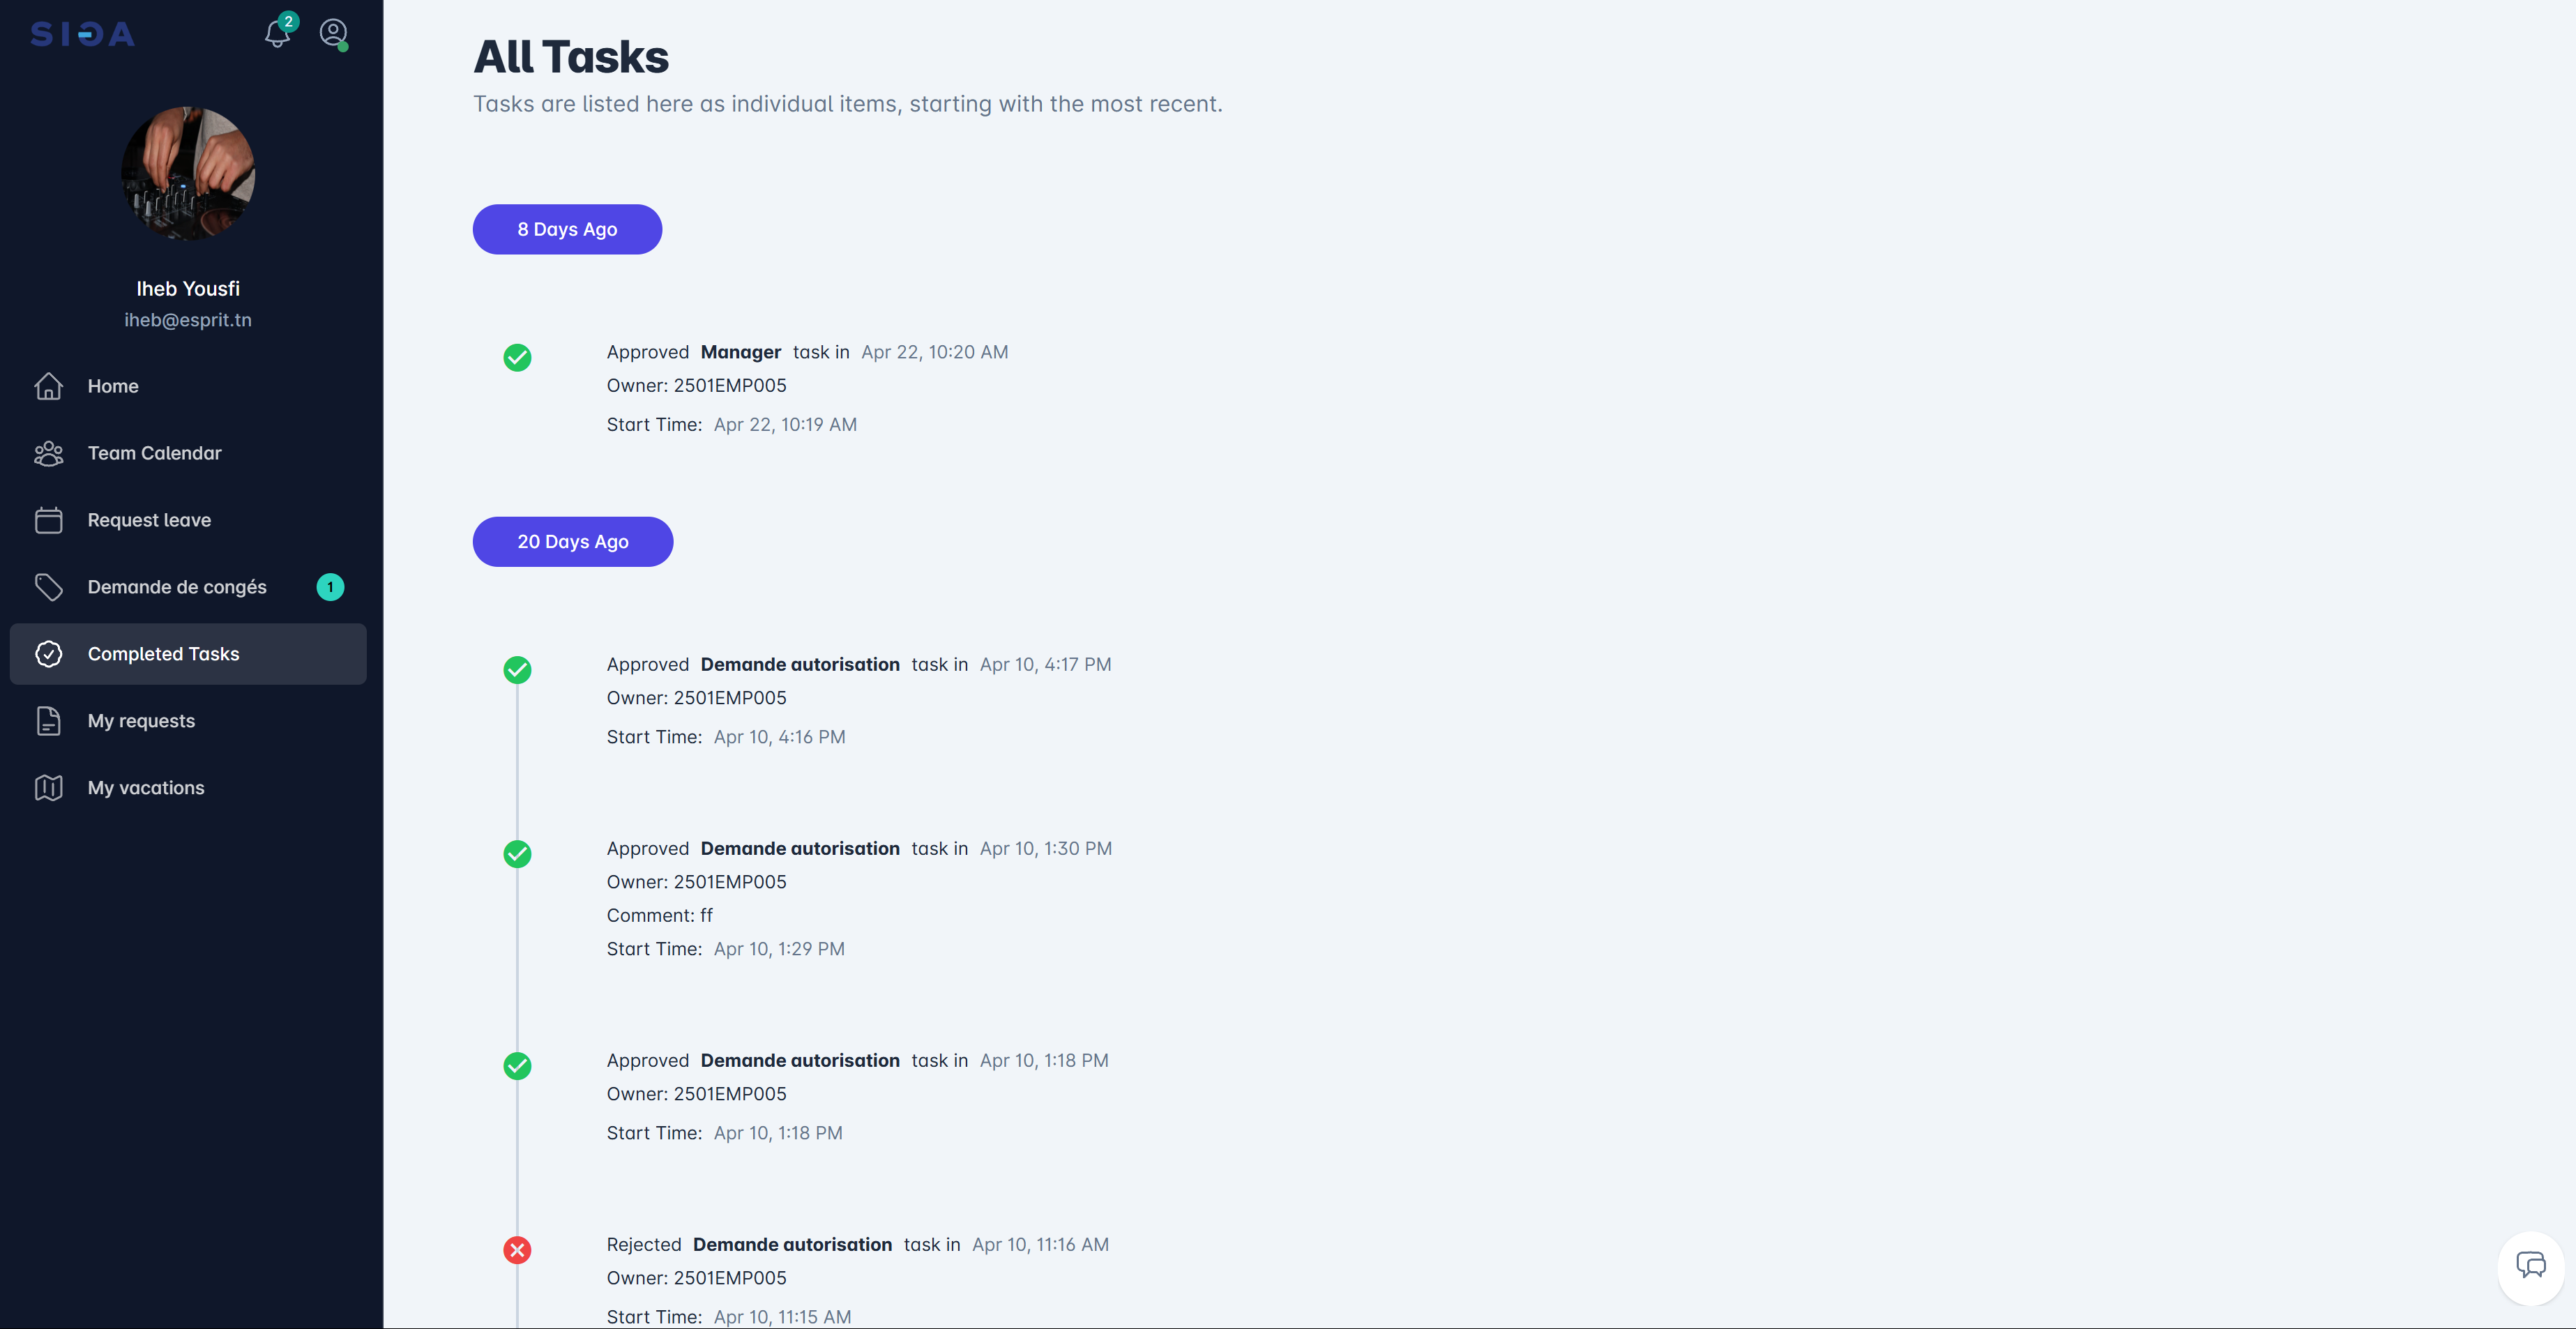 SIGA
2
Iheb Yousfi
iheb@esprit.tn
Home
Team Calendar
Request leave
Demande de congés 1
Completed Tasks
My requests
My vacations
All Tasks
Tasks are listed here as individual items, starting with the most recent.
8 Days Ago
Approved Manager task in Apr 22, 10:20 AM
Owner: 2501EMP005
Start Time: Apr 22, 10:19 AM
20 Days Ago
Approved Demande autorisation task in Apr 10, 4:17 PM
Owner: 2501EMP005
Start Time: Apr 10, 4:16 PM
Approved Demande autorisation task in Apr 10, 1:30 PM
Owner: 2501EMP005
Comment: ff
Start Time: Apr 10, 1:29 PM
Approved Demande autorisation task in Apr 10, 1:18 PM
Owner: 2501EMP005
Start Time: Apr 10, 1:18 PM
Rejected Demande autorisation task in Apr 10, 11:16 AM
Owner: 2501EMP005
Start Time: Apr 10, 11:15 AM